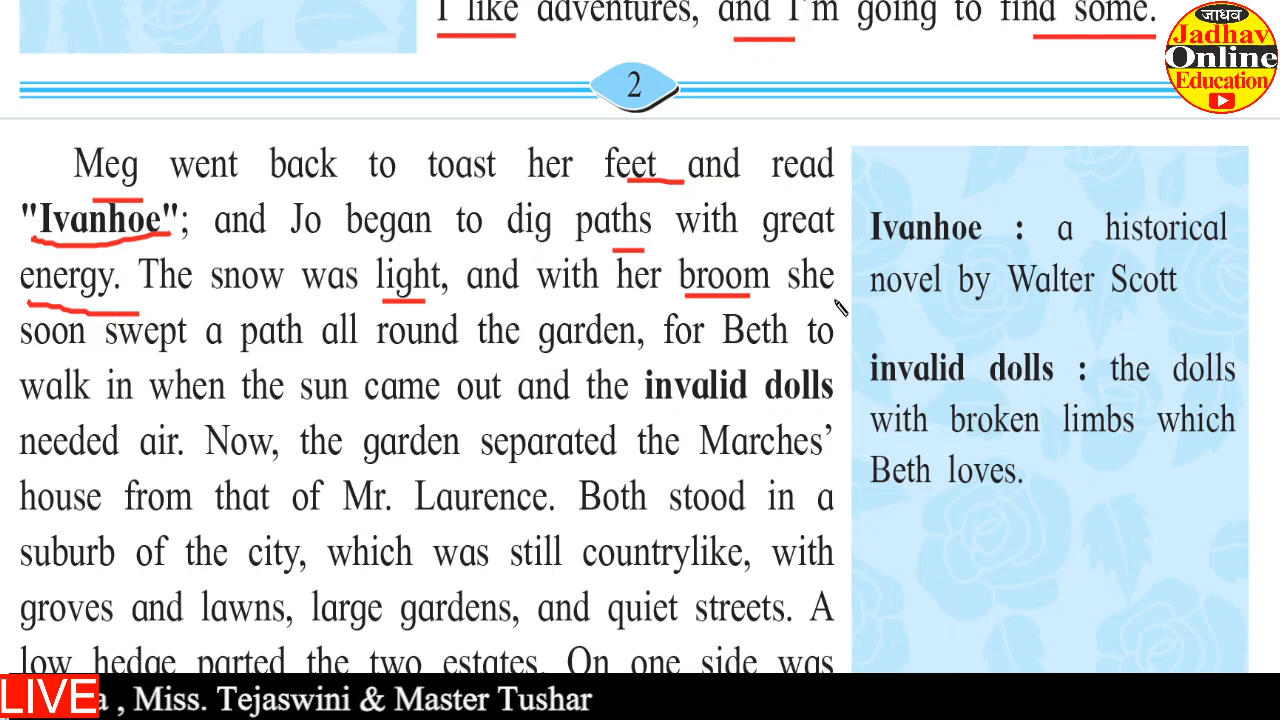 I like adventures, and I'm going to find some.
जाधव
Jadhav
Online
Education
2
Meg went back to toast her feet and read
"Ivanhoe"; and Jo began to dig paths with great
energy. The snow was light, and with her broom she
soon swept a path all round the garden, for Beth to
walk in when the sun came out and the invalid dolls
needed air. Now, the garden separated the Marches'
house from that of Mr. Laurence. Both stood in a
suburb of the city, which was still countrylike, with
groves and lawns, large gardens, and quiet streets. A
low hedge parted the two estates. On one side was
Ivanhoe : a historical
novel by Walter Scott
invalid dolls : the dolls
with broken limbs which
Beth loves.
LIVE
, Miss. Tejaswini & Master Tushar